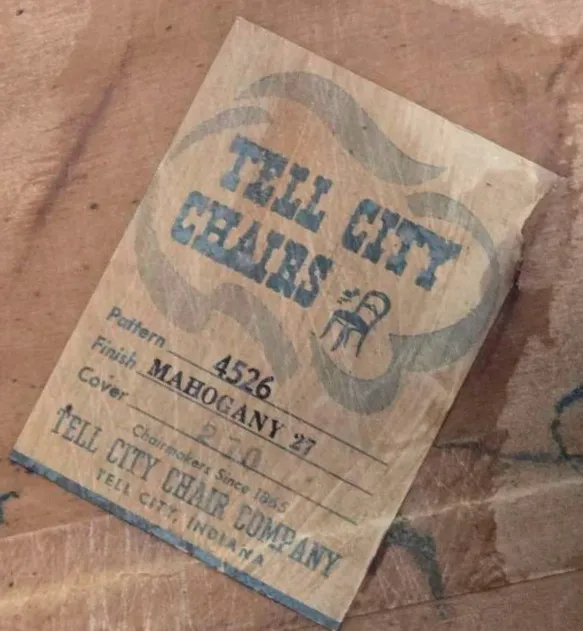 TELL CITY
CHAIRS
Pattern 4526
Finish MAHOGANY 27
Cover 270
Chairmakers Since 1865
TELL CITY CHAIR COMPANY
TELL CITY, INDIANA